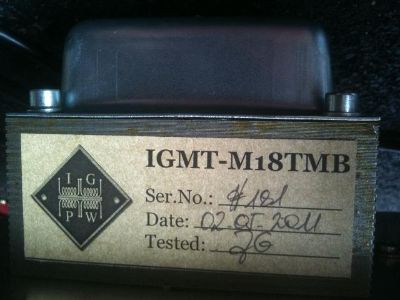 IGMT-M18TMB
I G
P W
Ser.No.: #181
Date: 02 05 2011
Tested: